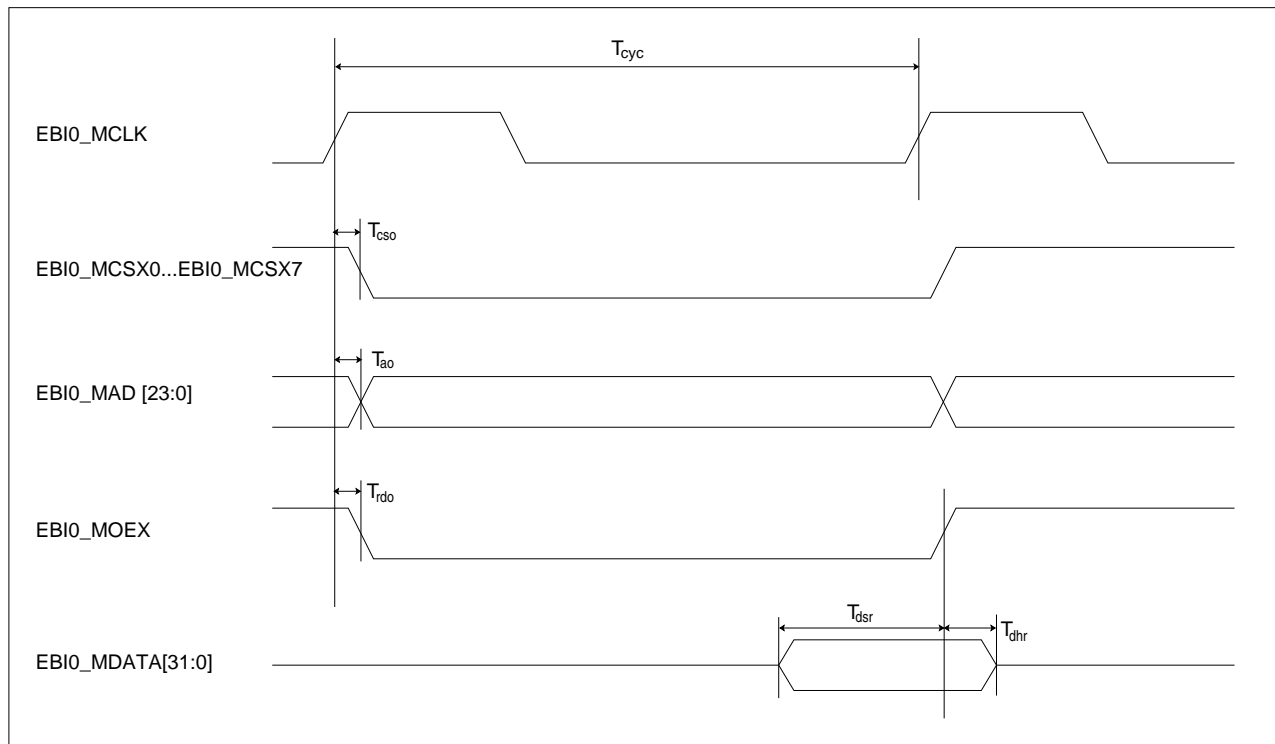 Tcyc
EBI0_MCLK
Tcso
EBI0_MCSX0...EBI0_MCSX7
Tao
EBI0_MAD [23:0]
Trdo
EBI0_MOEX
Tdsr
Tdhr
EBI0_MDATA[31:0]